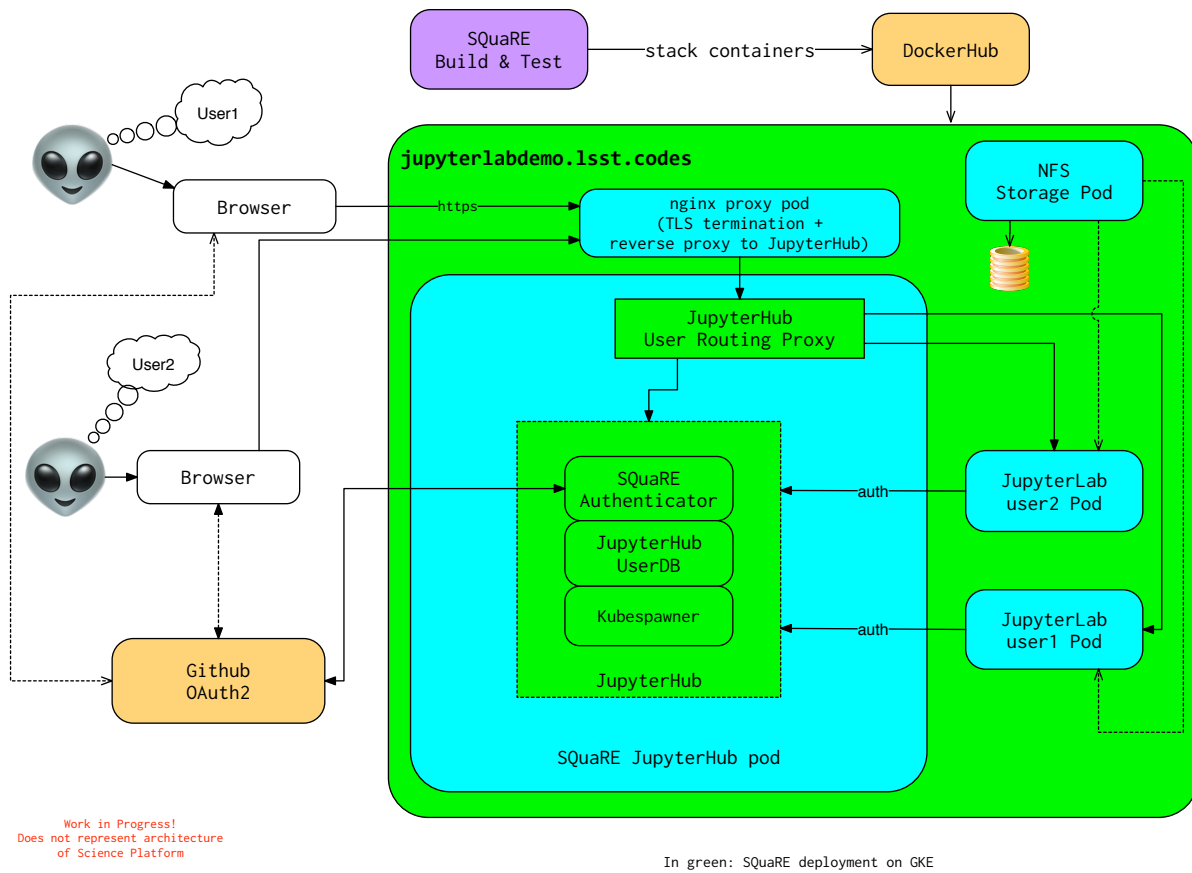 SQuaRE
Build & Test
stack containers
DockerHub
User1
jupyterlabdemo.lsst.codes
NFS
Storage Pod
Browser
https
nginx proxy pod
(TLS termination +
reverse proxy to JupyterHub)
JupyterHub
User Routing Proxy
User2
Browser
SQuaRE
Authenticator
auth
JupyterLab
user2 Pod
JupyterHub
UserDB
Kubespawner
auth
JupyterLab
user1 Pod
Github
OAuth2
JupyterHub
SQuaRE JupyterHub pod
Work in Progress!
Does not represent architecture
of Science Platform
In green: SQuaRE deployment on GKE